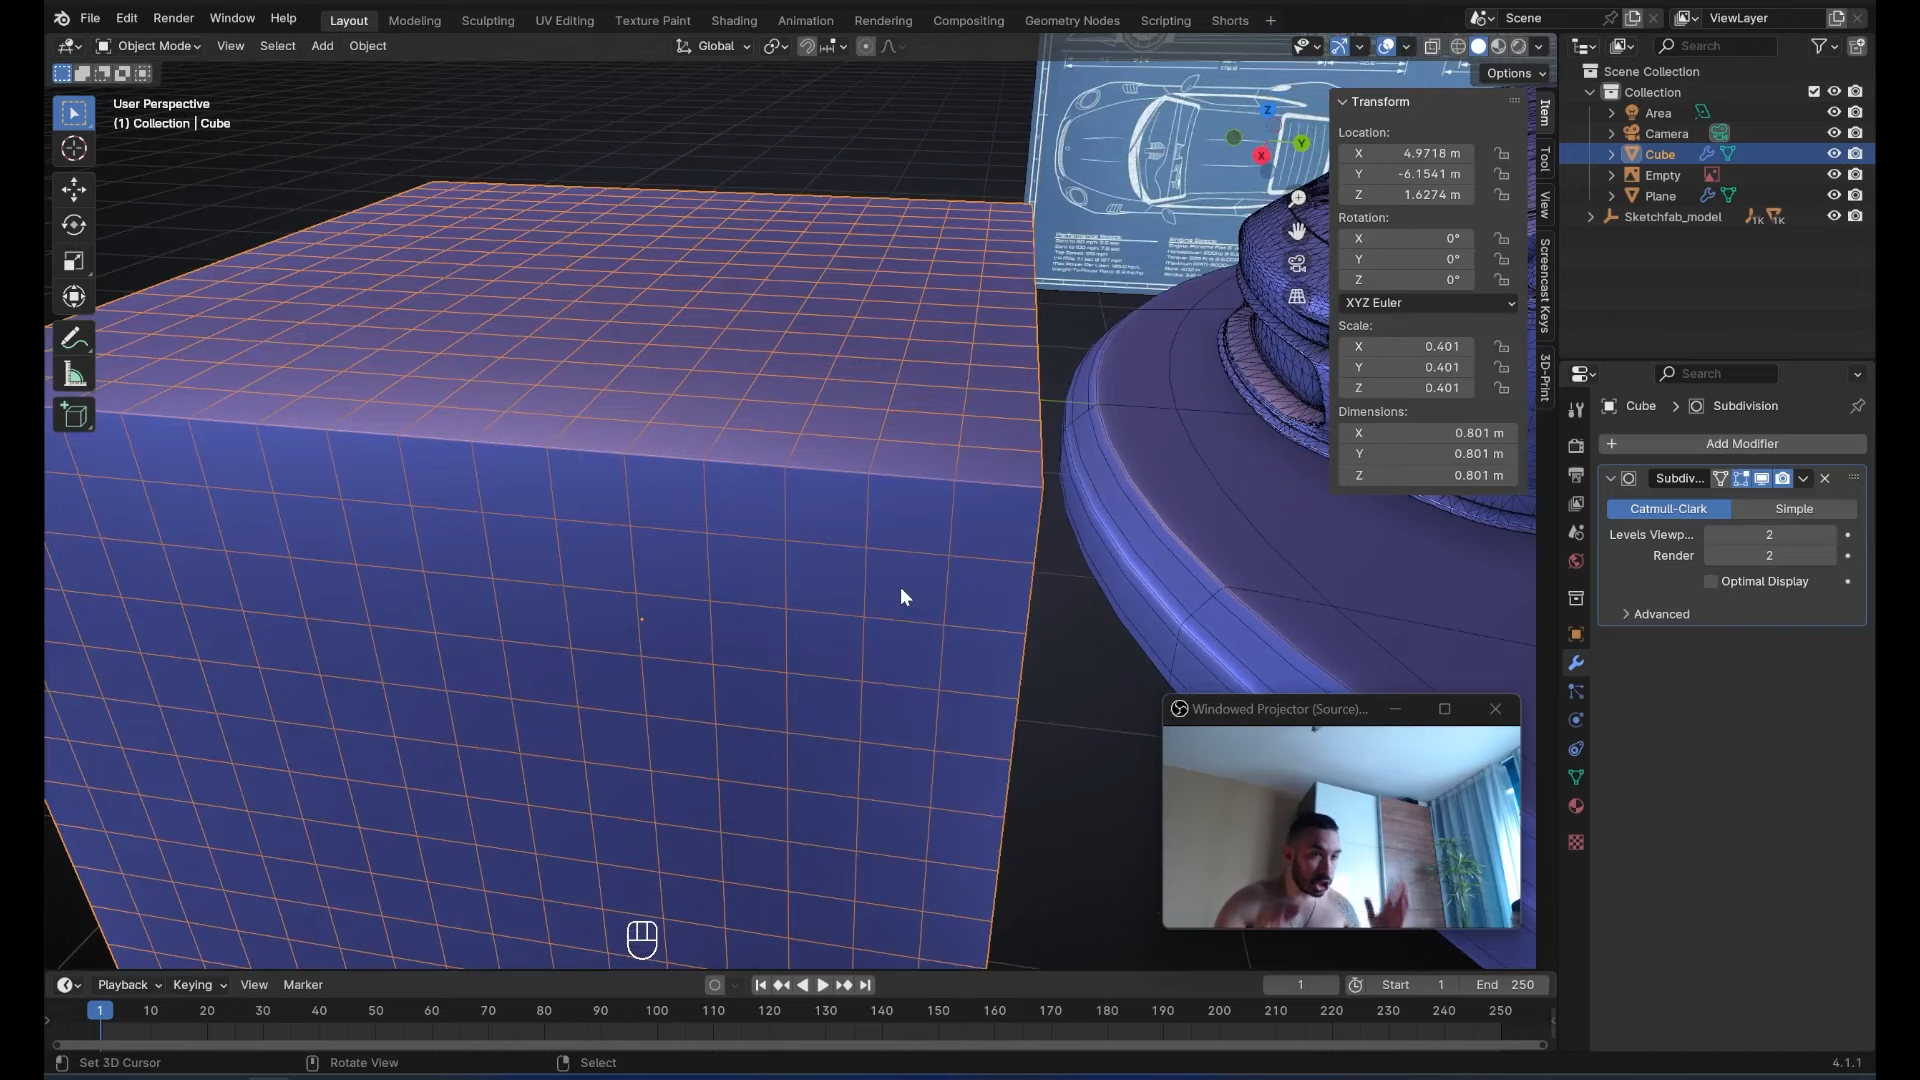 File Edit Render Window Help Layout Modeling Sculpting UV Editing Texture Paint Shading Animation Rendering Compositing Geometry Nodes Scripting Shorts Scene ViewLayer
Object Mode View Select Add Object Global Search
Options
User Perspective
(1) Collection | Cube
Transform
Location:
X 4.9718 m
Y -6.1541 m
Z 1.6274 m
Rotation:
X 0°
Y 0°
Z 0°
XYZ Euler
Scale:
X 0.401
Y 0.401
Z 0.401
Dimensions:
X 0.801 m
Y 0.801 m
Z 0.801 m
Item
Tool
View
Screencast Keys
3D-Print
Z
Y
X
Performance Specs:
Scene Collection
Collection
Area
Camera
Cube
Empty
Plane
Sketchfab_model 1K 1K
Search
Cube > Subdivision
Add Modifier
Subdiv...
Catmull-Clark Simple
Levels Viewp... 2
Render 2
Optimal Display
Advanced
Windowed Projector (Source)...
Playback Keying View Marker 1 Start 1 End 250
1 10 20 30 40 50 60 70 80 90 100 110 120 130 140 150 160 170 180 190 200 210 220 230 240 250
Set 3D Cursor Rotate View Select 4.1.1